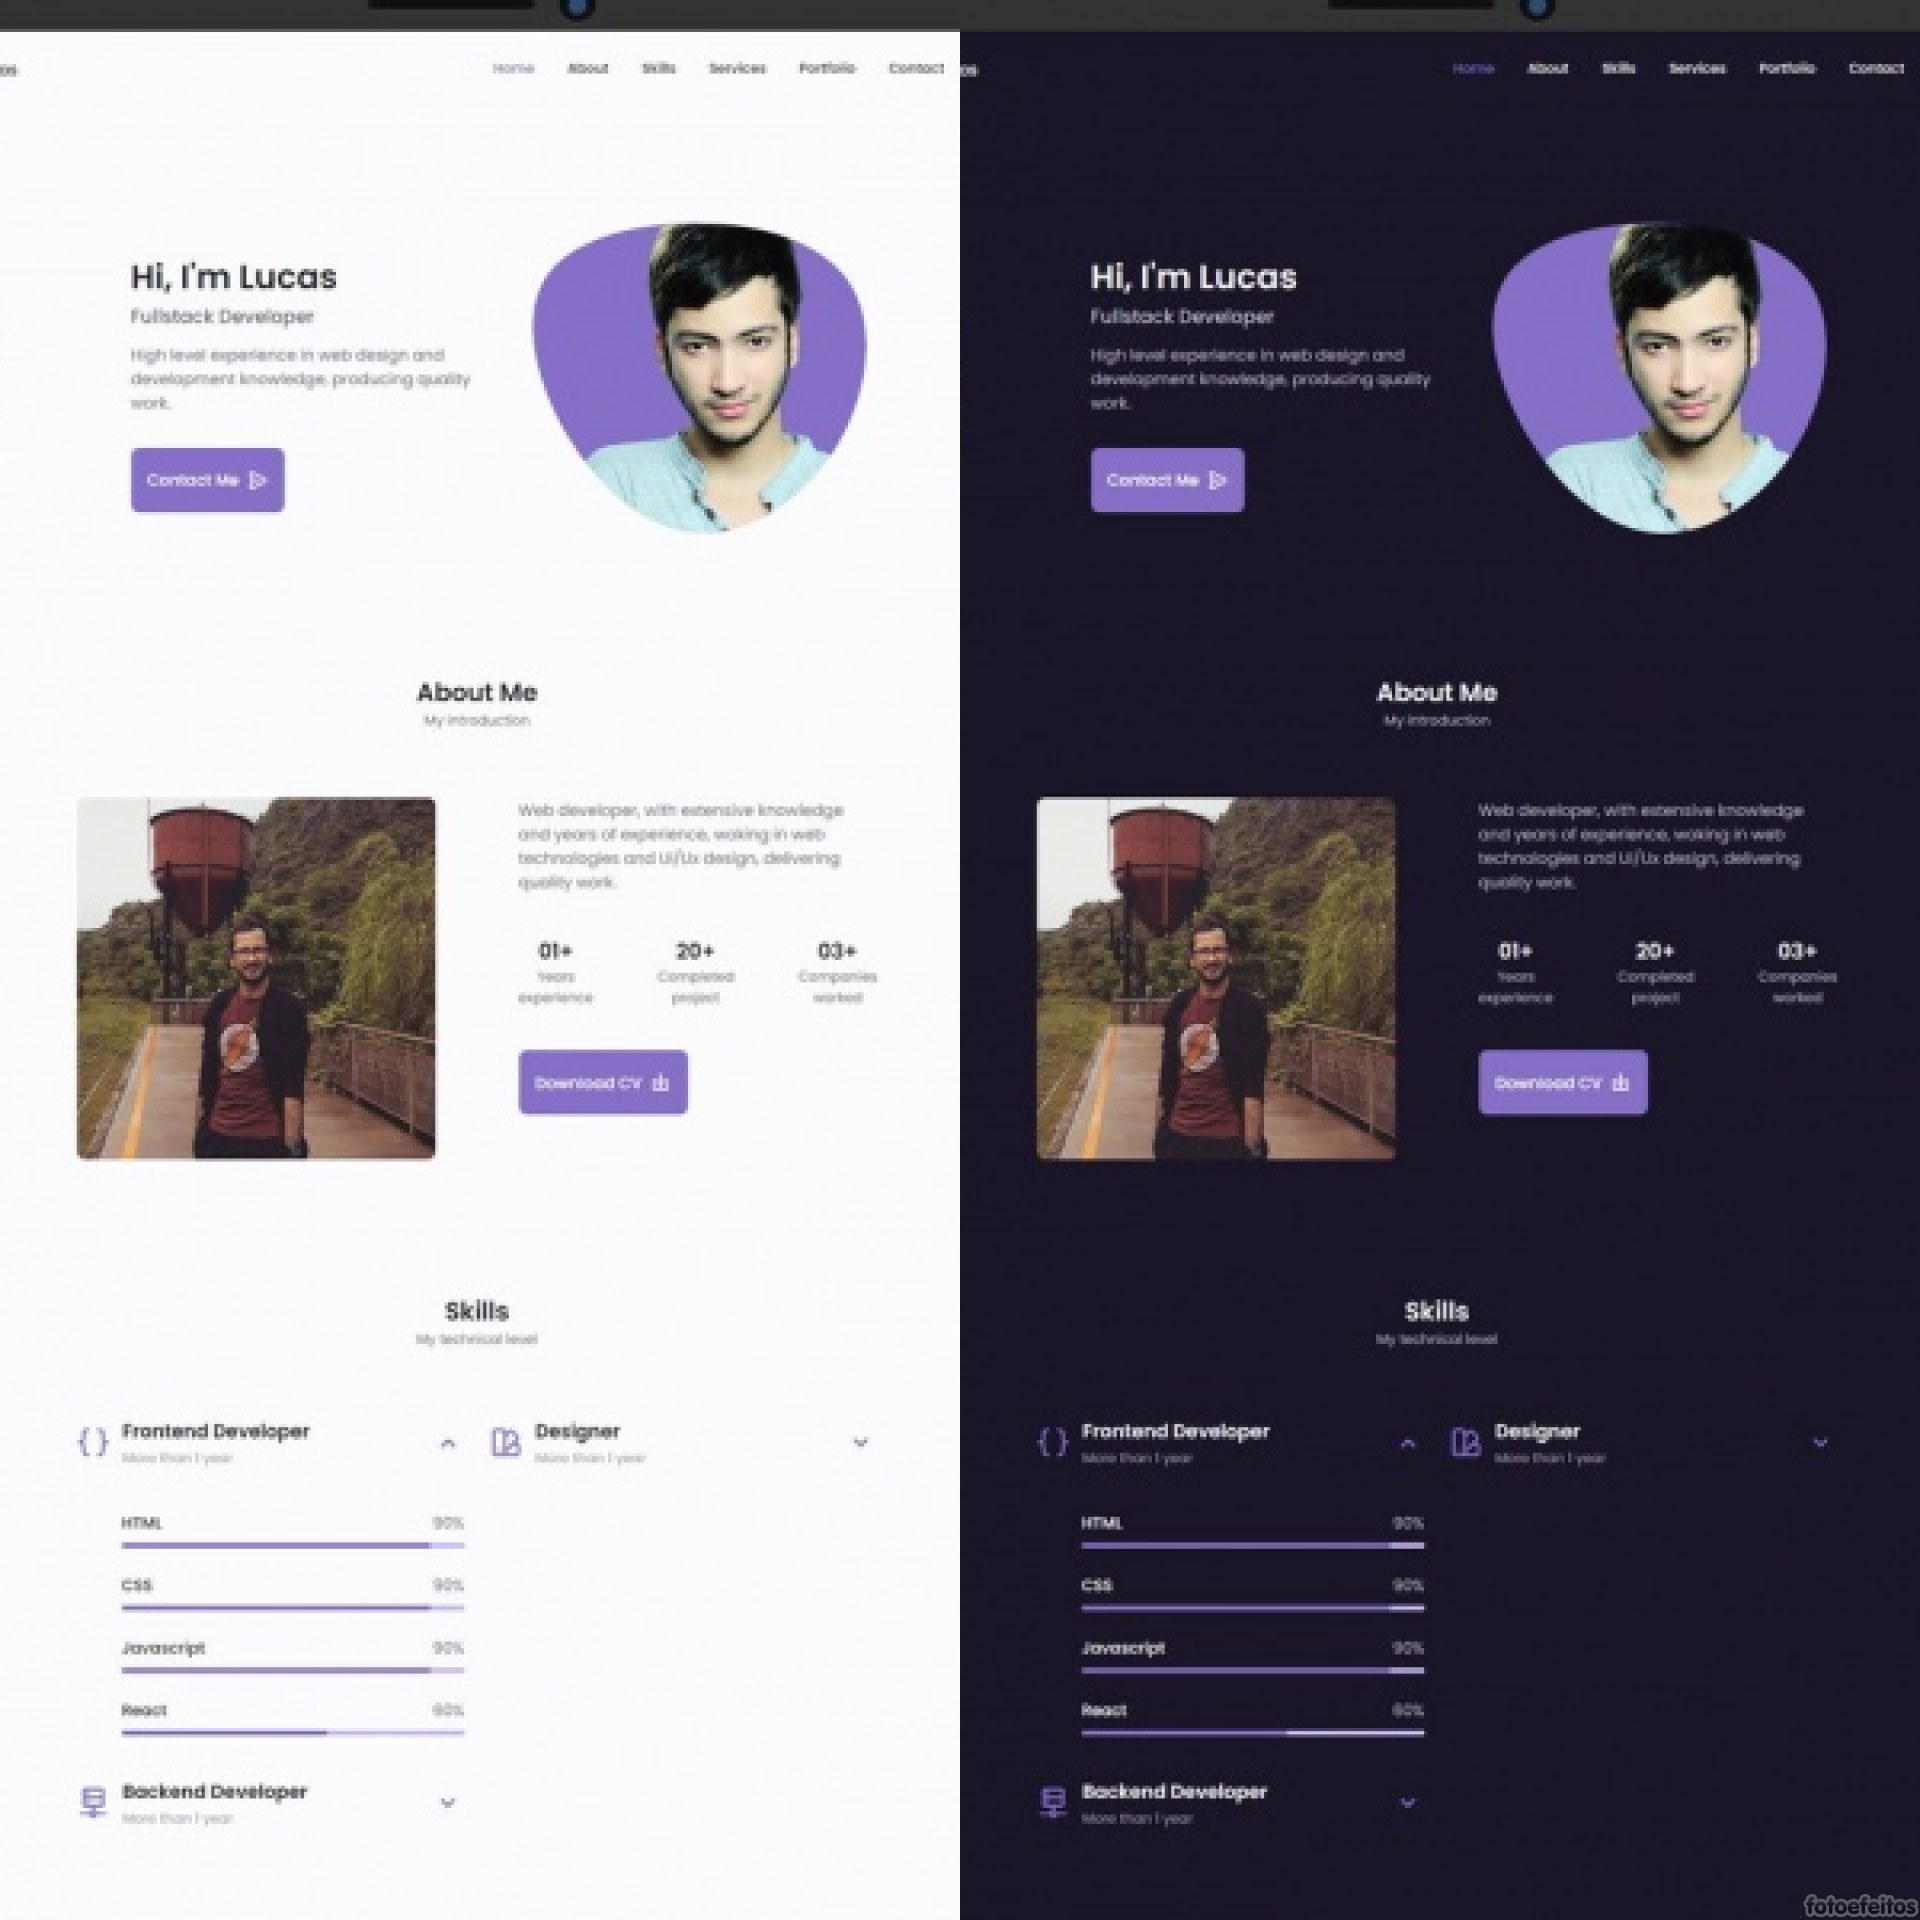 os
Home About Skills Services Portfolio Contact
Hi, I'm Lucas
Fullstack Developer
High level experience in web design and
development knowledge, producing quality
work.
Contact Me
About Me
My introduction
Web developer, with extensive knowledge
and years of experience, woking in web
technologies and UI/Ux design, delivering
quality work.
01+ 20+ 03+
Years Completed Companies
experience project worked
Download CV
Skills
My technical level
Frontend Developer Designer
More than 1 year More than 1 year
HTML 90%
CSS 90%
Javascript 90%
React 60%
Backend Developer
More than 1 year
os
Home About Skills Services Portfolio Contact
Hi, I'm Lucas
Fullstack Developer
High level experience in web design and
development knowledge, producing quality
work.
Contact Me
About Me
My introduction
Web developer, with extensive knowledge
and years of experience, woking in web
technologies and UI/Ux design, delivering
quality work.
01+ 20+ 03+
Years Completed Companies
experience project worked
Download CV
Skills
My technical level
Frontend Developer Designer
More than 1 year More than 1 year
HTML 90%
CSS 90%
Javascript 90%
React 60%
Backend Developer
More than 1 year
fotoefeitos